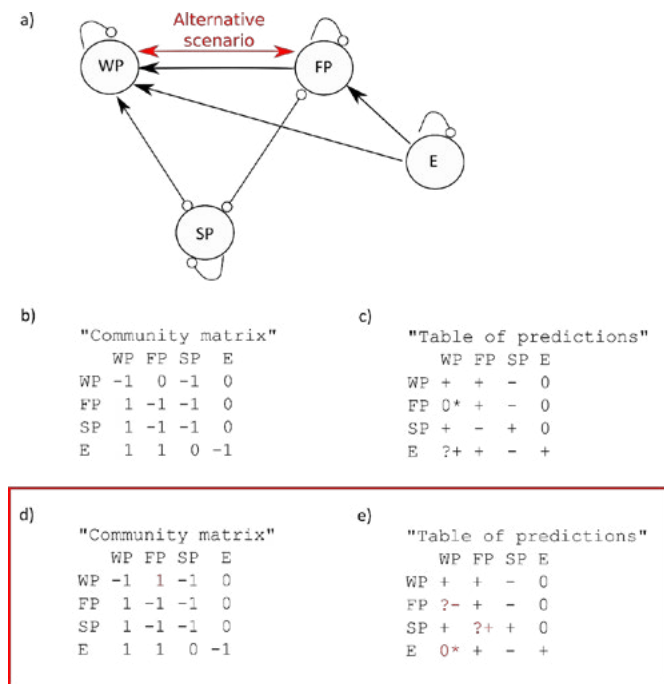 a)
Alternative
scenario
WP
FP
E
SP
b)
"Community matrix"
WP FP SP E
WP -1 0 -1 0
FP 1 -1 -1 0
SP 1 -1 -1 0
E 1 1 0 -1
c)
"Table of predictions"
WP FP SP E
WP + + - 0
FP 0* + - 0
SP + - + 0
E ?+ + - +
d)
"Community matrix"
WP FP SP E
WP -1 1 -1 0
FP 1 -1 -1 0
SP 1 -1 -1 0
E 1 1 0 -1
e)
"Table of predictions"
WP FP SP E
WP + + - 0
FP ?- + - 0
SP + ?+ + 0
E 0* + - +